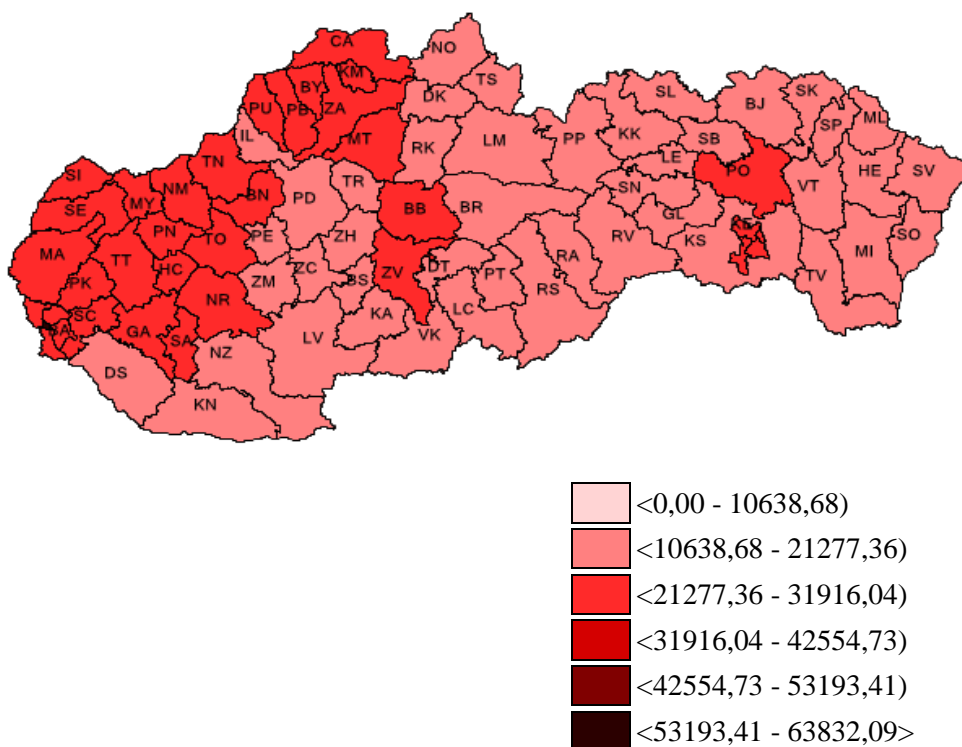 CA
NO
KM
TS
BY
PU
PB
ZA
DK
SL
SK
BJ
IL
MT
RK
LM
PP
KK
SB
SP
ML
TN
LE
PO
HE
SV
SI
NM
BN
PD
TR
SN
VT
SE
MY
BB
BR
GL
PN
TO
PE
ZH
RV
KS
SO
MA
TT
HC
ZM
ZC
ZV
DT
PT
RA
MI
PK
BS
TV
NR
RS
SC
GA
SA
KA
LC
BA
NZ
LV
VK
DS
KN
<0,00 - 10638,68)
<10638,68 - 21277,36)
<21277,36 - 31916,04)
<31916,04 - 42554,73)
<42554,73 - 53193,41)
<53193,41 - 63832,09>